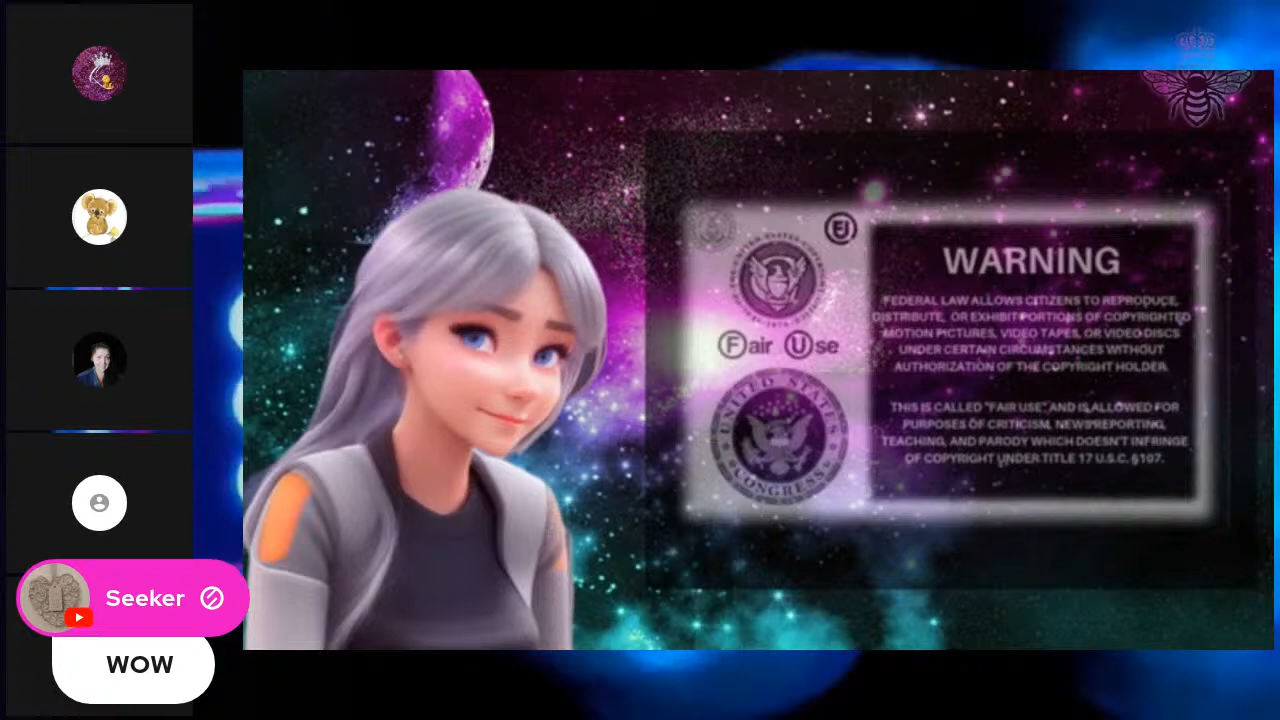 Seeker
WOW
EJ
Fair Use
UNITED STATES
CONGRESS
WARNING
FEDERAL LAW ALLOWS CITIZENS TO REPRODUCE,
DISTRIBUTE, OR EXHIBIT PORTIONS OF COPYRIGHTED
MOTION PICTURES, VIDEO TAPES, OR VIDEO DISCS
UNDER CERTAIN CIRCUMSTANCES WITHOUT
AUTHORIZATION OF THE COPYRIGHT HOLDER.
THIS IS CALLED "FAIR USE" AND IS ALLOWED FOR
PURPOSES OF CRITICISM, NEWS REPORTING,
TEACHING, AND PARODY WHICH DOESN'T INFRINGE
OF COPYRIGHT UNDER TITLE 17 U.S.C. §107.